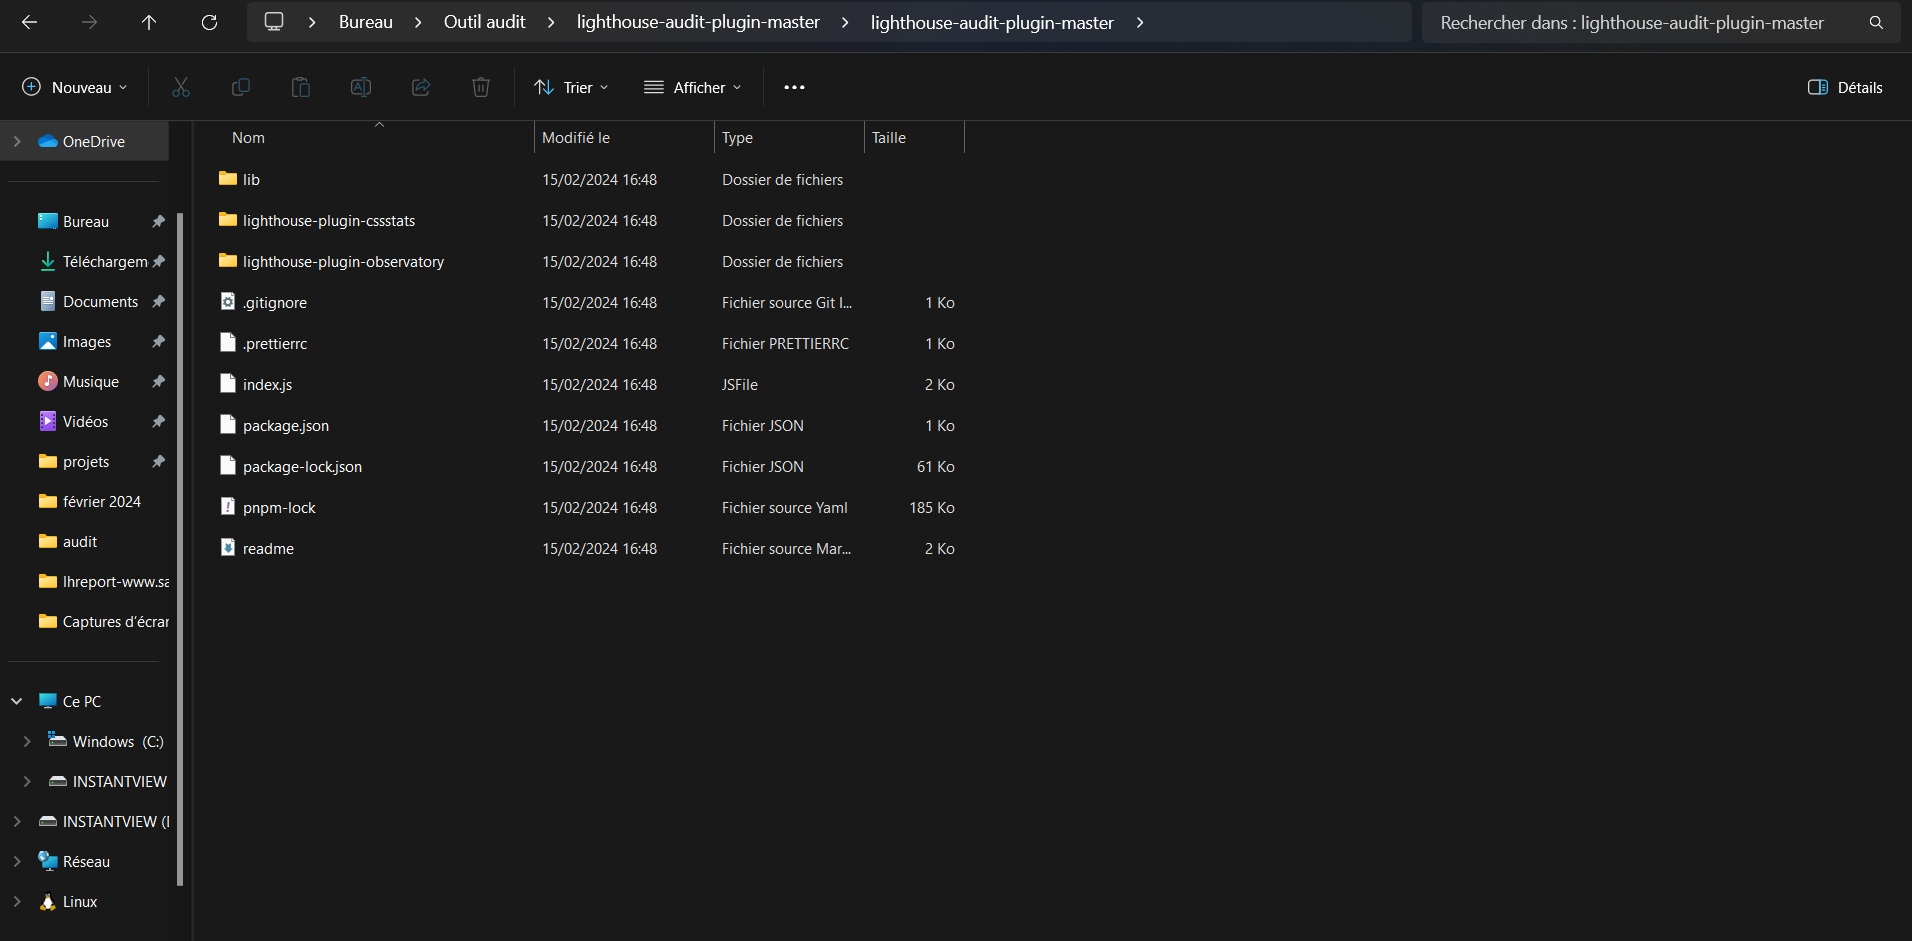 Bureau > Outil audit > lighthouse-audit-plugin-master > lighthouse-audit-plugin-master >
Rechercher dans : lighthouse-audit-plugin-master
Nouveau
Trier
Afficher
Détails
OneDrive
Bureau
Téléchargem
Documents
Images
Musique
Vidéos
projets
février 2024
audit
lhreport-www.sa
Captures d'écrar
Ce PC
Windows (C:)
INSTANTVIEW
INSTANTVIEW (
Réseau
Linux
Nom Modifié le Type Taille
lib 15/02/2024 16:48 Dossier de fichiers
lighthouse-plugin-cssstats 15/02/2024 16:48 Dossier de fichiers
lighthouse-plugin-observatory 15/02/2024 16:48 Dossier de fichiers
.gitignore 15/02/2024 16:48 Fichier source Git I... 1 Ko
.prettierrc 15/02/2024 16:48 Fichier PRETTIERRC 1 Ko
index.js 15/02/2024 16:48 JSFile 2 Ko
package.json 15/02/2024 16:48 Fichier JSON 1 Ko
package-lock.json 15/02/2024 16:48 Fichier JSON 61 Ko
pnpm-lock 15/02/2024 16:48 Fichier source Yaml 185 Ko
readme 15/02/2024 16:48 Fichier source Mar... 2 Ko